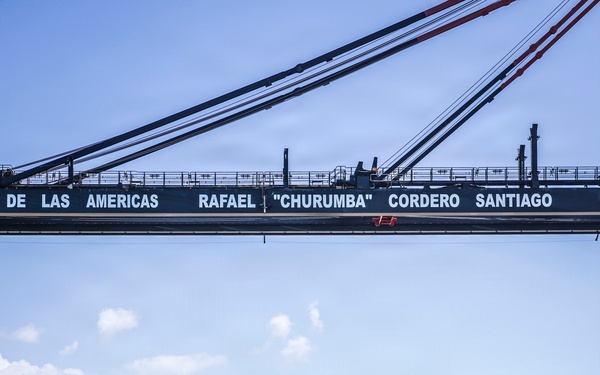 DE LAS AMERICAS RAFAEL "CHURUMBA" CORDERO SANTIAGO